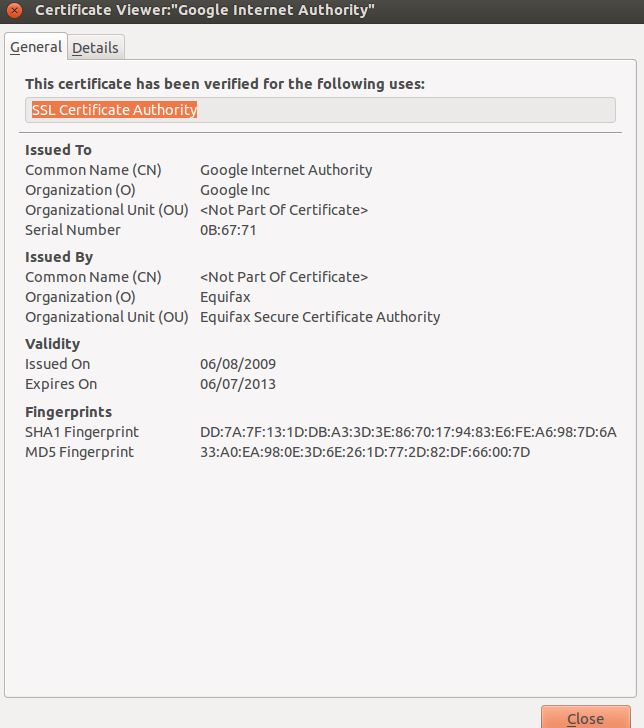 Certificate Viewer:"Google Internet Authority"
General Details
This certificate has been verified for the following uses:
SSL Certificate Authority
Issued To
Common Name (CN) Google Internet Authority
Organization (O) Google Inc
Organizational Unit (OU) <Not Part Of Certificate>
Serial Number 0B:67:71
Issued By
Common Name (CN) <Not Part Of Certificate>
Organization (O) Equifax
Organizational Unit (OU) Equifax Secure Certificate Authority
Validity
Issued On 06/08/2009
Expires On 06/07/2013
Fingerprints
SHA1 Fingerprint DD:7A:7F:13:1D:DB:A3:3D:3E:86:70:17:94:83:E6:FE:A6:98:7D:6A
MD5 Fingerprint 33:A0:EA:98:0E:3D:6E:26:1D:77:2D:82:DF:66:00:7D
Close